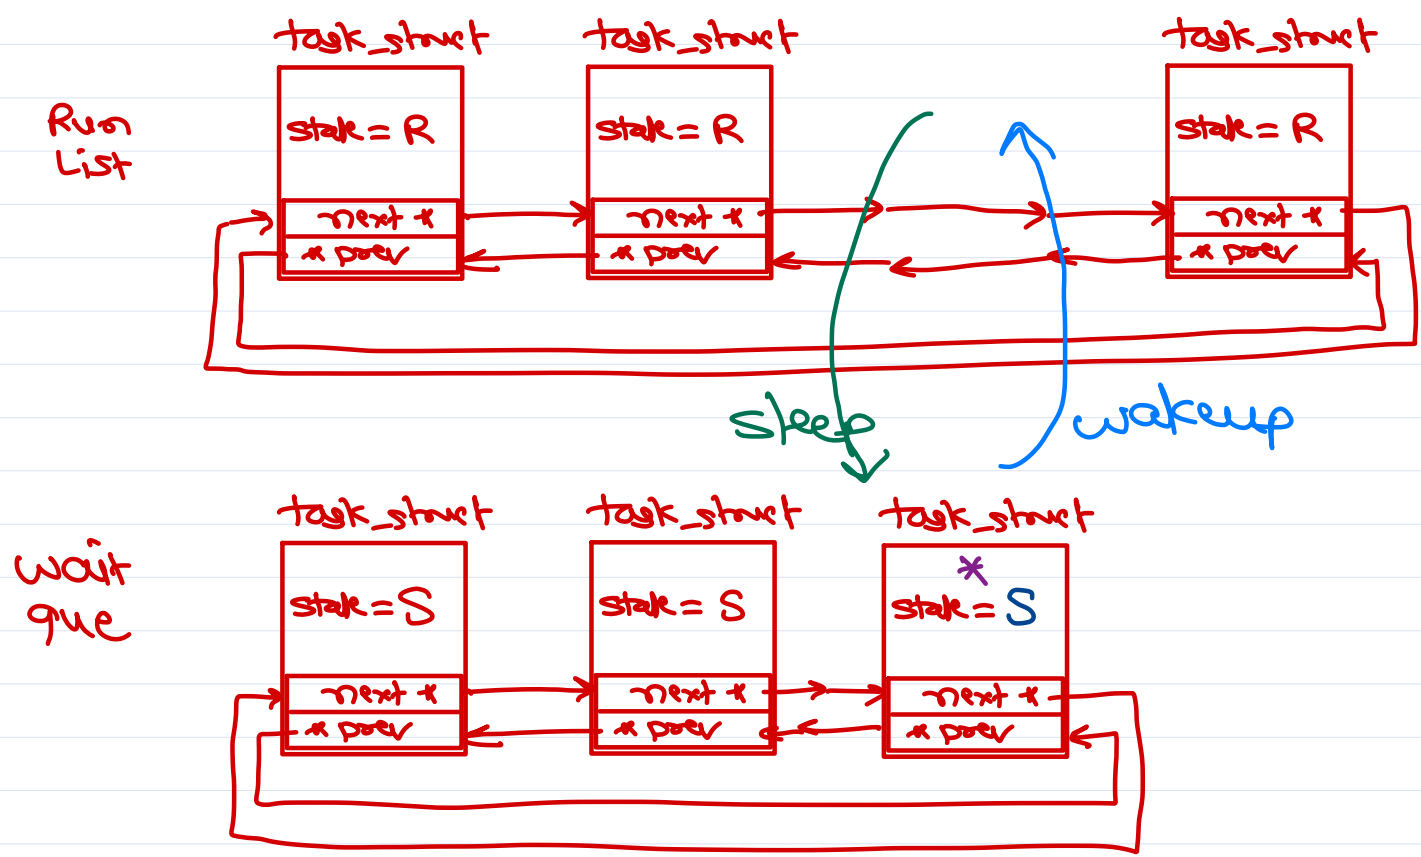 task_struct
task_struct
task_struct
Run
List
state = R
state = R
state = R
next *
next *
next *
* prev
* prev
* prev
sleep
wakeup
task_struct
task_struct
task_struct
wait
que
*
state = S
state = S
state = S
next *
next *
next *
* prev
* prev
* prev